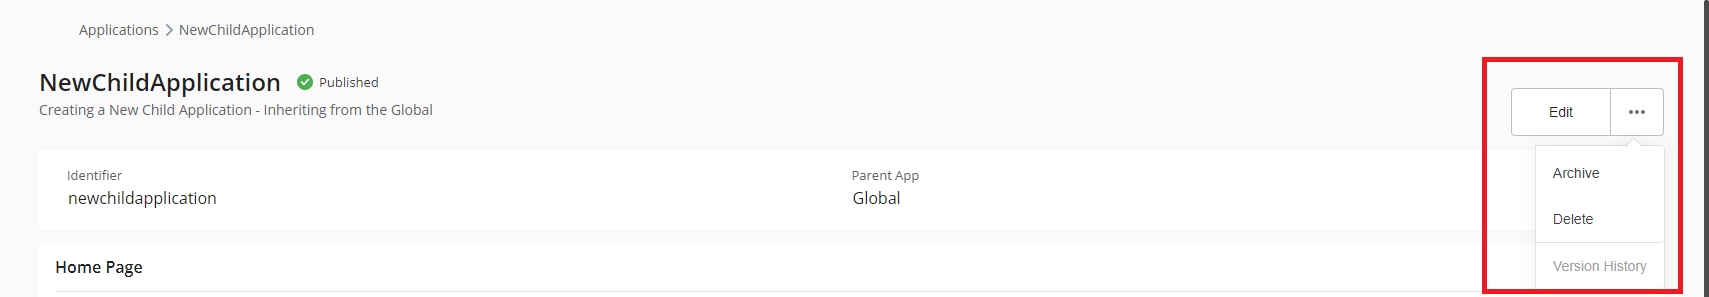 Applications > NewChildApplication
NewChildApplication Published
Creating a New Child Application - Inheriting from the Global
Edit ...
Archive
Delete
Version History
Identifier
newchildapplication
Parent App
Global
Home Page